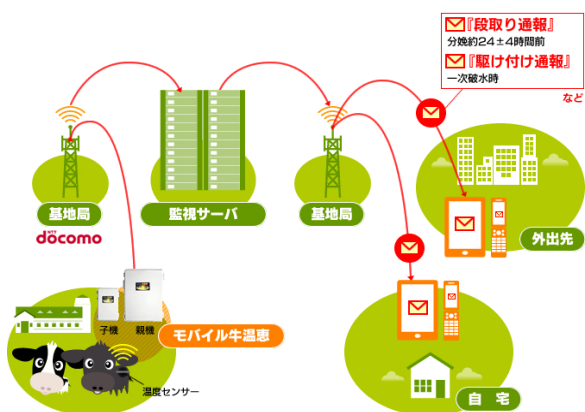 『段取り通報』
分娩約24±4時間前
『駆け付け通報』
一次破水時
など
基地局
監視サーバ
基地局
外出先
NTT
döcomo
子機
親機
モバイル牛温恵
温度センサー
自 宅